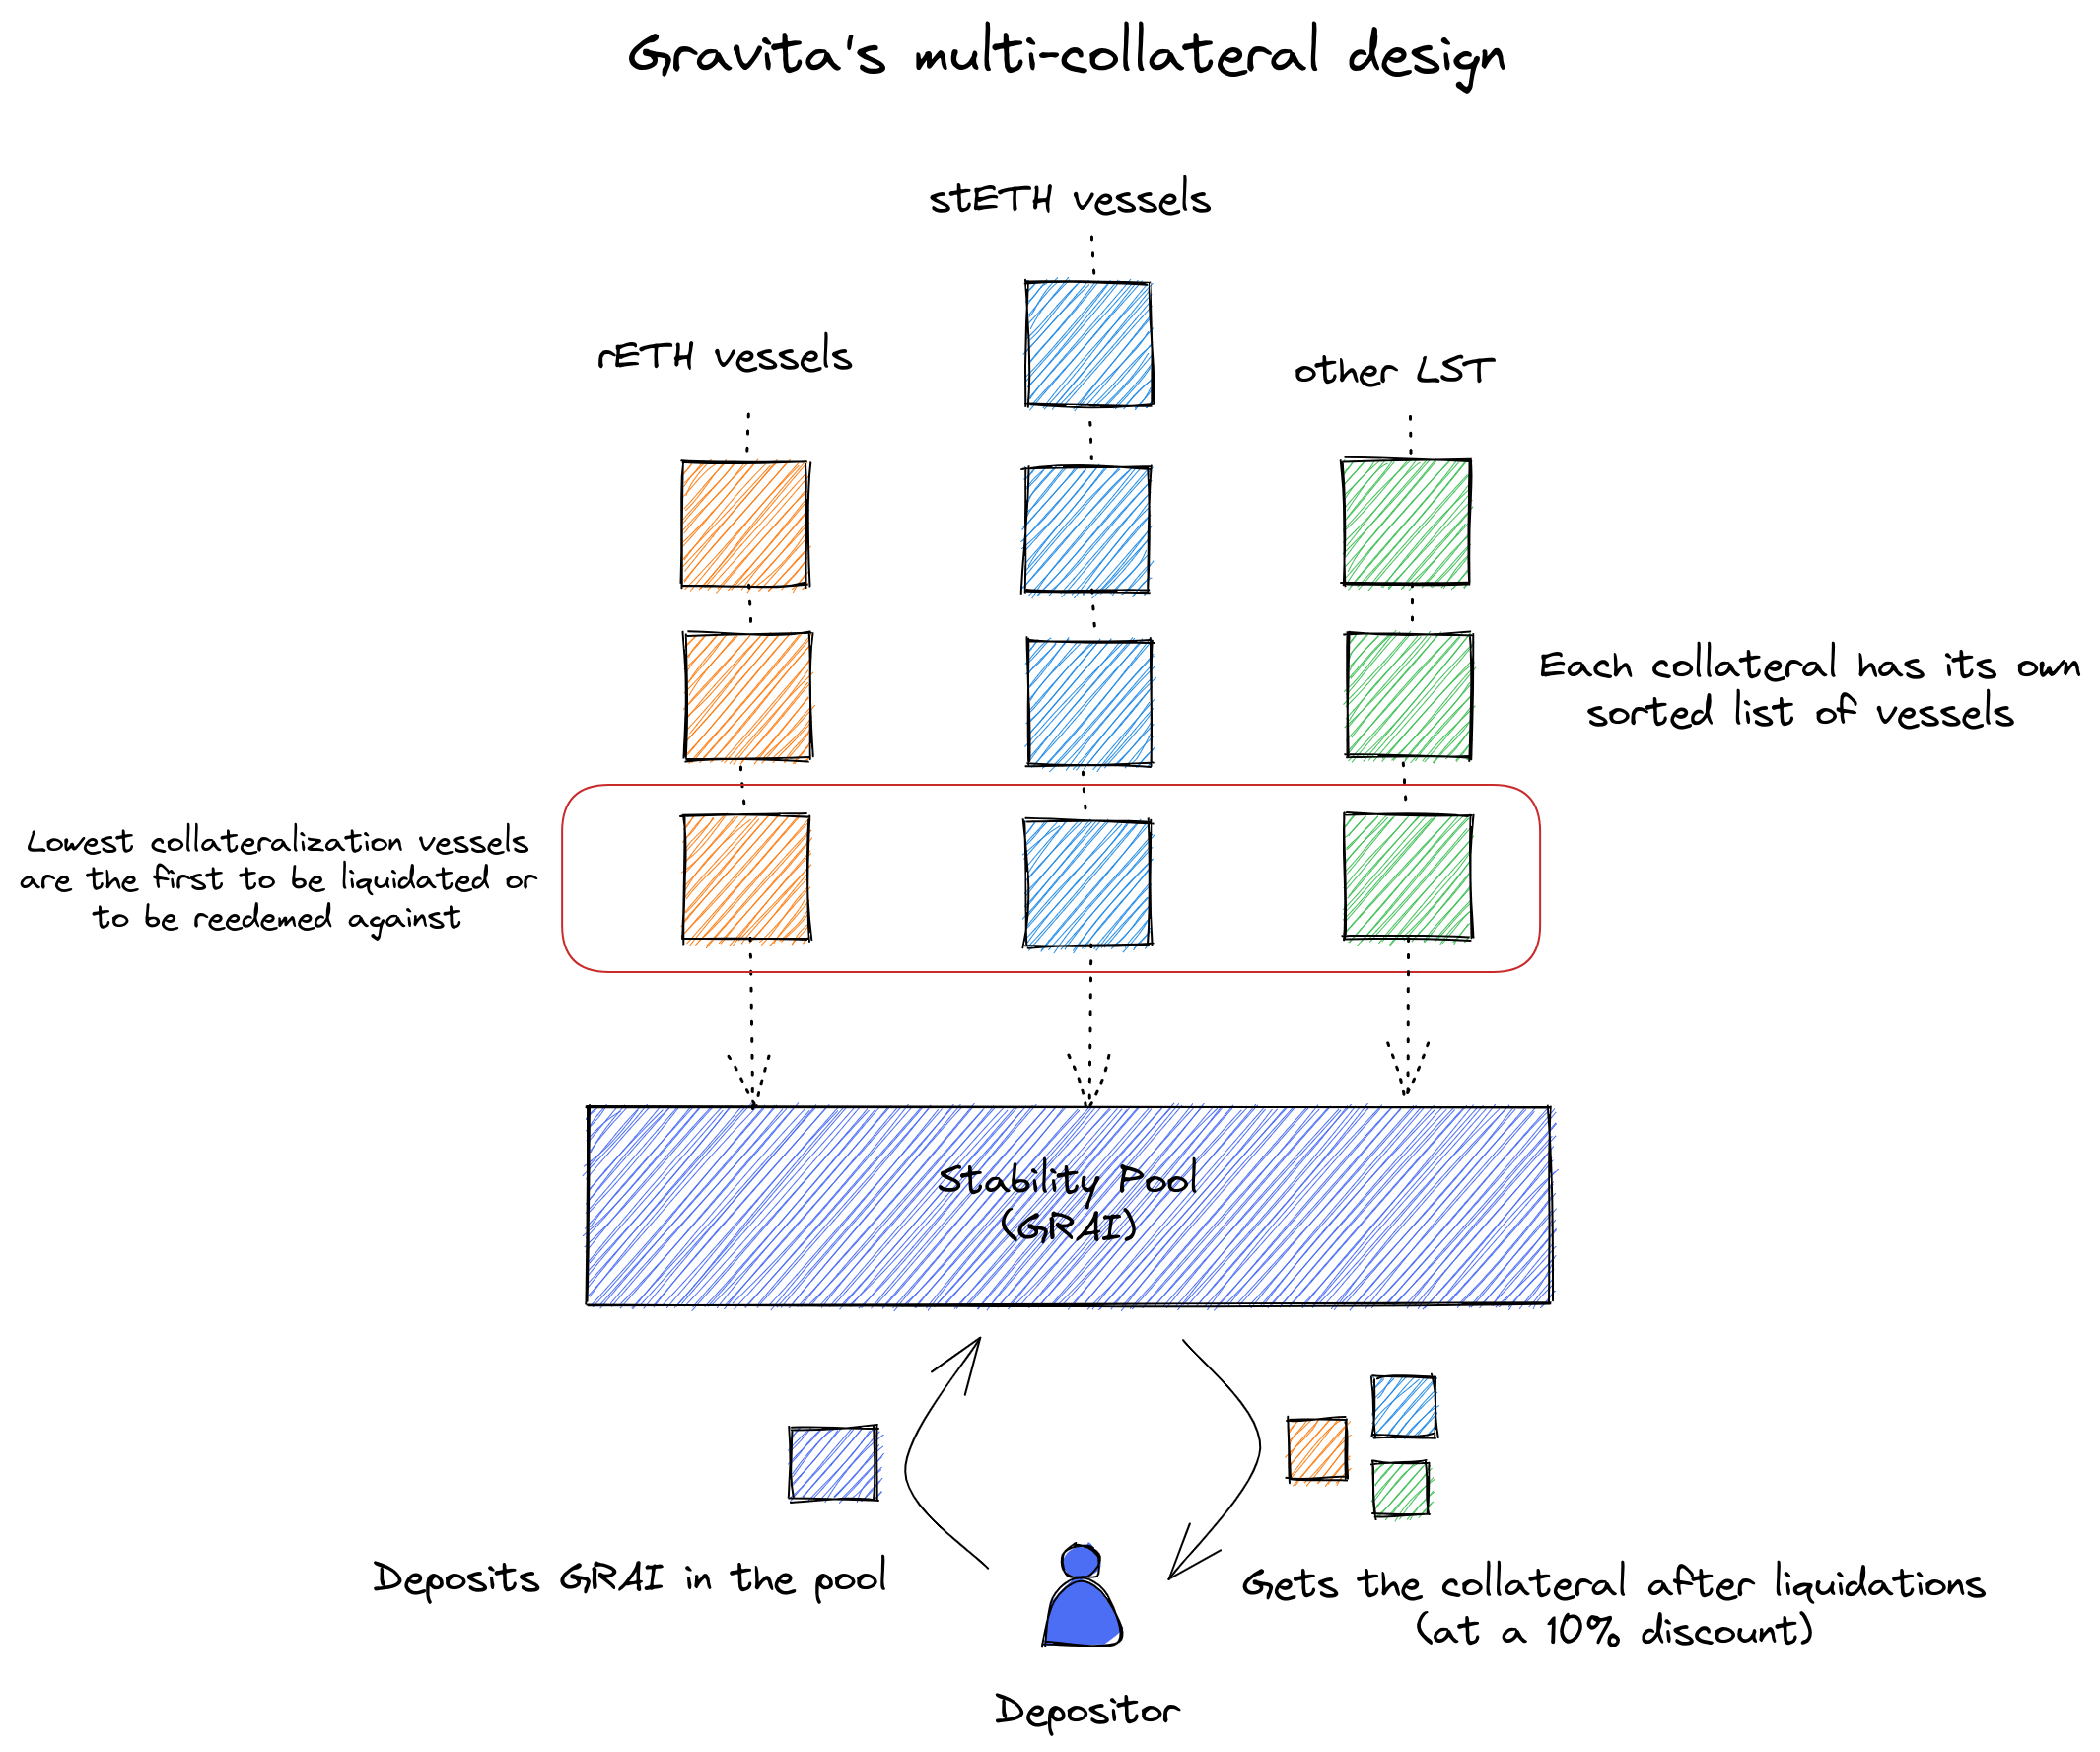 Gravita's multi-collateral design
stETH vessels
rETH vessels
other LST
Each collateral has its own
sorted list of vessels
Lowest collateralization vessels
are the first to be liquidated or
to be reedemed against
Stability Pool
(GRAI)
Deposits GRAI in the pool
Gets the collateral after liquidations
(at a 10% discount)
Depositor